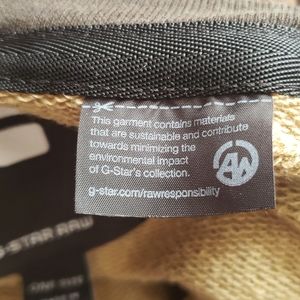 This garment contains materials
that are sustainable and contribute
towards minimizing the
environmental impact
of G-Star's collection.
g-star.com/rawresponsibility
G-STAR RAW